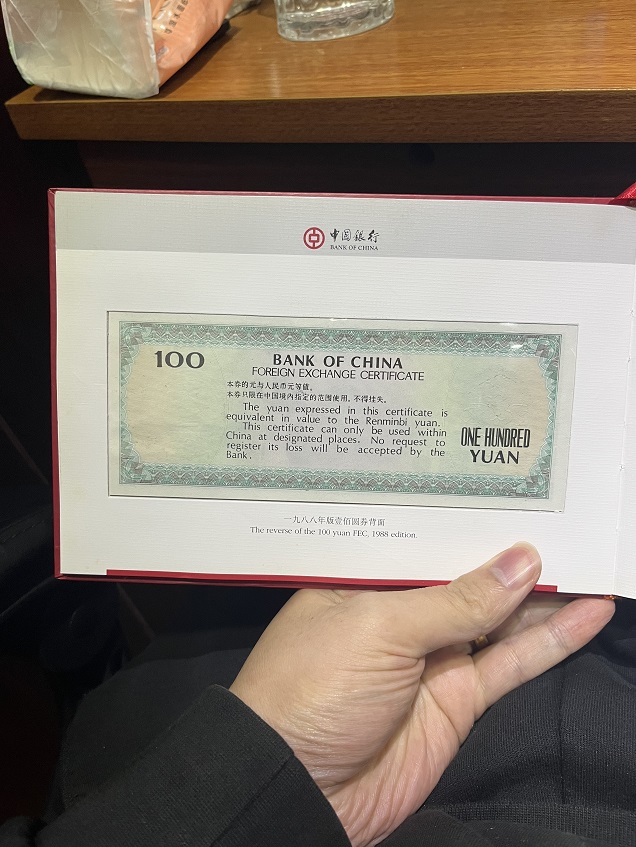 中国银行
BANK OF CHINA
100
BANK OF CHINA
FOREIGN EXCHANGE CERTIFICATE
本券的元与人民币元等值。
本券只限在中国境内指定的范围使用，不得挂失。
The yuan expressed in this certificate is
equivalent in value to the Renminbi yuan.
This certificate can only be used within
China at designated places. No request to
register its loss will be accepted by the
Bank.
ONE HUNDRED
YUAN
一九八八年版壹佰圆券背面
The reverse of the 100 yuan FEC, 1988 edition.